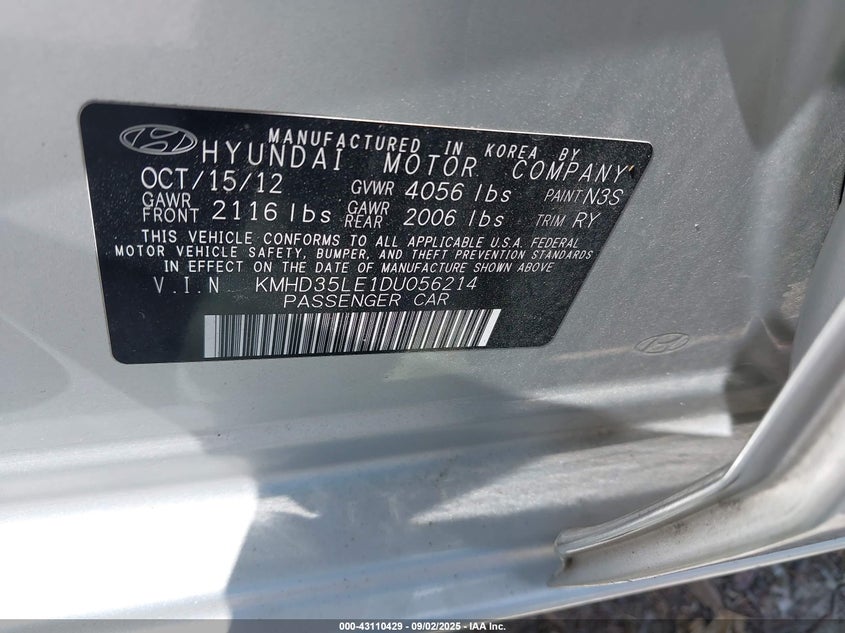 MANUFACTURED IN KOREA BY
HYUNDAI MOTOR COMPANY
OCT/15/12 GVWR 4056 lbs PAINT N3S
GAWR FRONT 2116 lbs GAWR REAR 2006 lbs TRIM RY
THIS VEHICLE CONFORMS TO ALL APPLICABLE U.S.A. FEDERAL
MOTOR VEHICLE SAFETY, BUMPER, AND THEFT PREVENTION STANDARDS
IN EFFECT ON THE DATE OF MANUFACTURE SHOWN ABOVE
V.I.N KMHD35LE1DU056214
PASSENGER CAR
000-43110429 - 09/02/2025 - IAA Inc.